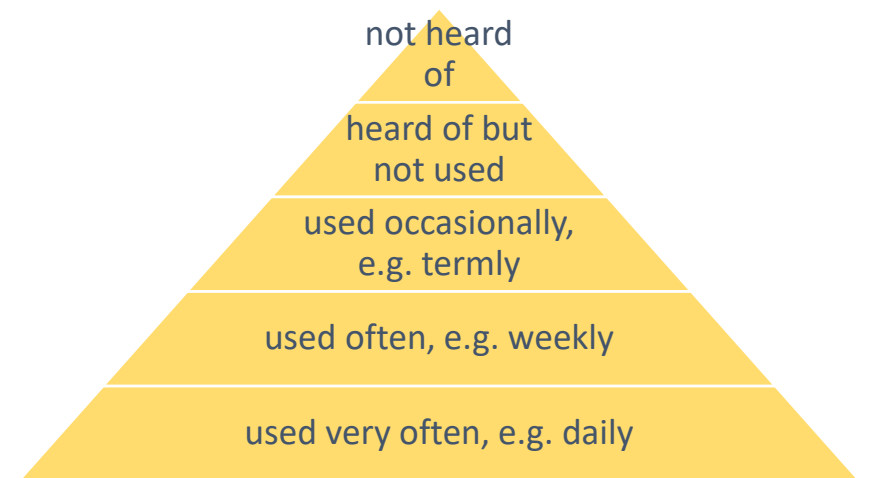 not heard
of
heard of but
not used
used occasionally,
e.g. termly
used often, e.g. weekly
used very often, e.g. daily